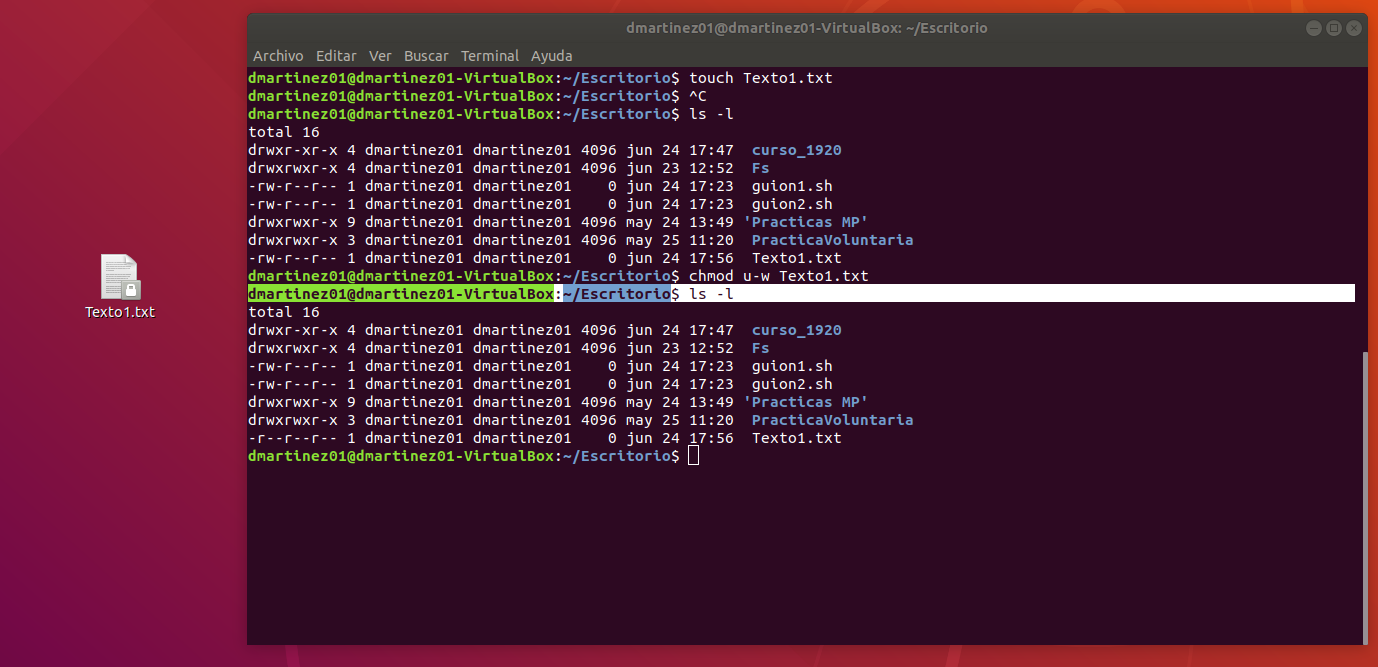 dmartinez01@dmartinez01-VirtualBox: ~/Escritorio
Archivo Editar Ver Buscar Terminal Ayuda
dmartinez01@dmartinez01-VirtualBox:~/Escritorio$ touch Texto1.txt
dmartinez01@dmartinez01-VirtualBox:~/Escritorio$ ^C
dmartinez01@dmartinez01-VirtualBox:~/Escritorio$ ls -l
total 16
drwxr-xr-x 4 dmartinez01 dmartinez01 4096 jun 24 17:47  curso_1920
drwxrwxr-x 4 dmartinez01 dmartinez01 4096 jun 23 12:52  Fs
-rw-r--r-- 1 dmartinez01 dmartinez01    0 jun 24 17:23  guion1.sh
-rw-r--r-- 1 dmartinez01 dmartinez01    0 jun 24 17:23  guion2.sh
drwxrwxr-x 9 dmartinez01 dmartinez01 4096 may 24 13:49 'Practicas MP'
drwxrwxr-x 3 dmartinez01 dmartinez01 4096 may 25 11:20  PracticaVoluntaria
-rw-r--r-- 1 dmartinez01 dmartinez01    0 jun 24 17:56  Texto1.txt
dmartinez01@dmartinez01-VirtualBox:~/Escritorio$ chmod u-w Texto1.txt
dmartinez01@dmartinez01-VirtualBox:~/Escritorio$ ls -l
total 16
drwxr-xr-x 4 dmartinez01 dmartinez01 4096 jun 24 17:47  curso_1920
drwxrwxr-x 4 dmartinez01 dmartinez01 4096 jun 23 12:52  Fs
-rw-r--r-- 1 dmartinez01 dmartinez01    0 jun 24 17:23  guion1.sh
-rw-r--r-- 1 dmartinez01 dmartinez01    0 jun 24 17:23  guion2.sh
drwxrwxr-x 9 dmartinez01 dmartinez01 4096 may 24 13:49 'Practicas MP'
drwxrwxr-x 3 dmartinez01 dmartinez01 4096 may 25 11:20  PracticaVoluntaria
-r--r--r-- 1 dmartinez01 dmartinez01    0 jun 24 17:56  Texto1.txt
dmartinez01@dmartinez01-VirtualBox:~/Escritorio$
Texto1.txt